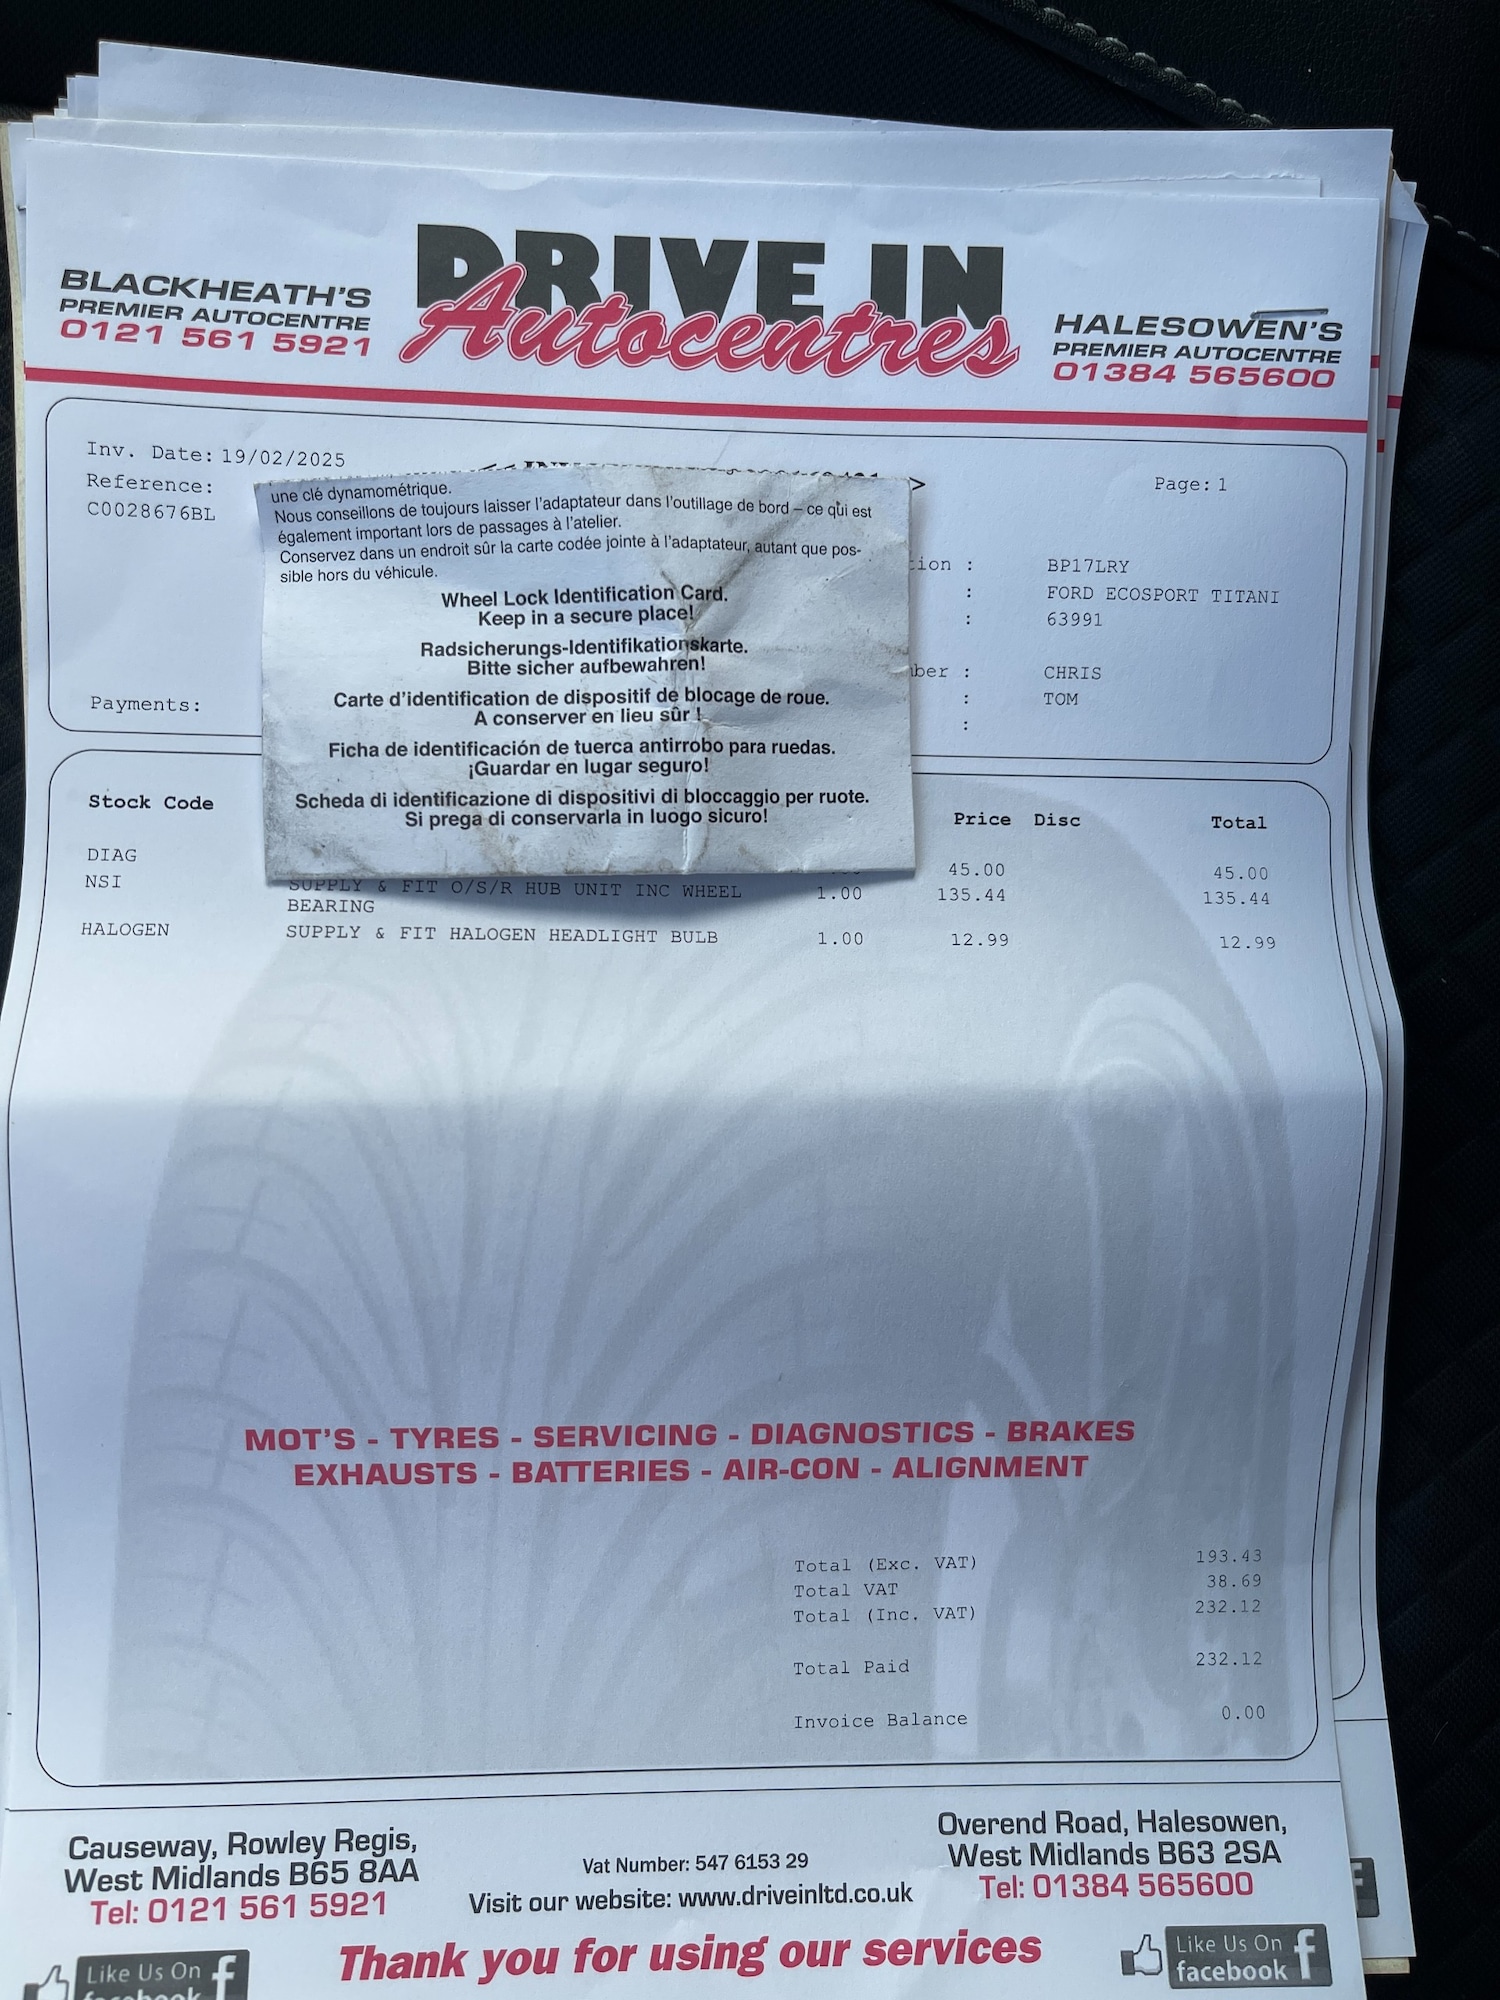 BLACKHEATH'S
PREMIER AUTOCENTRE
0121 561 5921
DRIVE IN
Autocentres
HALESOWEN'S
PREMIER AUTOCENTRE
01384 565600
Inv. Date: 19/02/2025
Reference:
C0028676BL
Page: 1
>
BP17LRY
: FORD ECOSPORT TITANI
: 63991
: CHRIS
: TOM
:
Payments:
une clé dynamométrique.
Nous conseillons de toujours laisser l'adaptateur dans l'outillage de bord – ce qui est
également important lors de passages à l'atelier.
Conservez dans un endroit sûr la carte codée jointe à l'adaptateur, autant que pos-
sible hors du véhicule.
Wheel Lock Identification Card.
Keep in a secure place!
Radsicherungs-Identifikationskarte.
Bitte sicher aufbewahren!
Carte d'identification de dispositif de blocage de roue.
A conserver en lieu sûr !
Ficha de identificación de tuerca antirrobo para ruedas.
¡Guardar en lugar seguro!
Scheda di identificazione di dispositivi di bloccaggio per ruote.
Si prega di conservarla in luogo sicuro!
Stock Code Price Disc Total
DIAG 45.00 45.00
NSI SUPPLY & FIT O/S/R HUB UNIT INC WHEEL 1.00 135.44 135.44
BEARING
HALOGEN SUPPLY & FIT HALOGEN HEADLIGHT BULB 1.00 12.99 12.99
MOT'S - TYRES - SERVICING - DIAGNOSTICS - BRAKES
EXHAUSTS - BATTERIES - AIR-CON - ALIGNMENT
Total (Exc. VAT) 193.43
Total VAT 38.69
Total (Inc. VAT) 232.12
Total Paid 232.12
Invoice Balance 0.00
Causeway, Rowley Regis,
West Midlands B65 8AA
Tel: 0121 561 5921
Vat Number: 547 6153 29
Visit our website: www.driveinltd.co.uk
Overend Road, Halesowen,
West Midlands B63 2SA
Tel: 01384 565600
Thank you for using our services
Like Us On
facebook f
Like Us On
facebook f